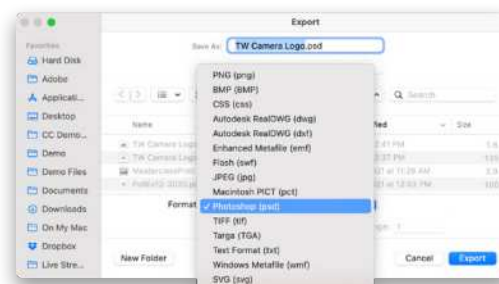 Export
Save As: TW Camera Logo.psd
Favorites
Hard Disk
Adobe
Applicati...
Desktop
CC Demo...
Demo
Demo Files
Documents
Downloads
On My Mac
Dropbox
Live Stre...
Search
Name
Size
PNG (png)
BMP (BMP)
CSS (css)
Autodesk RealDWG (dwg)
Autodesk RealDWG (dxf)
Enhanced Metafile (emf)
Flash (swf)
JPEG (jpg)
Macintosh PICT (pct)
Format
✓ Photoshop (psd)
TIFF (tif)
Targa (TGA)
Text Format (txt)
Windows Metafile (wmf)
SVG (svg)
New Folder
Cancel
Export